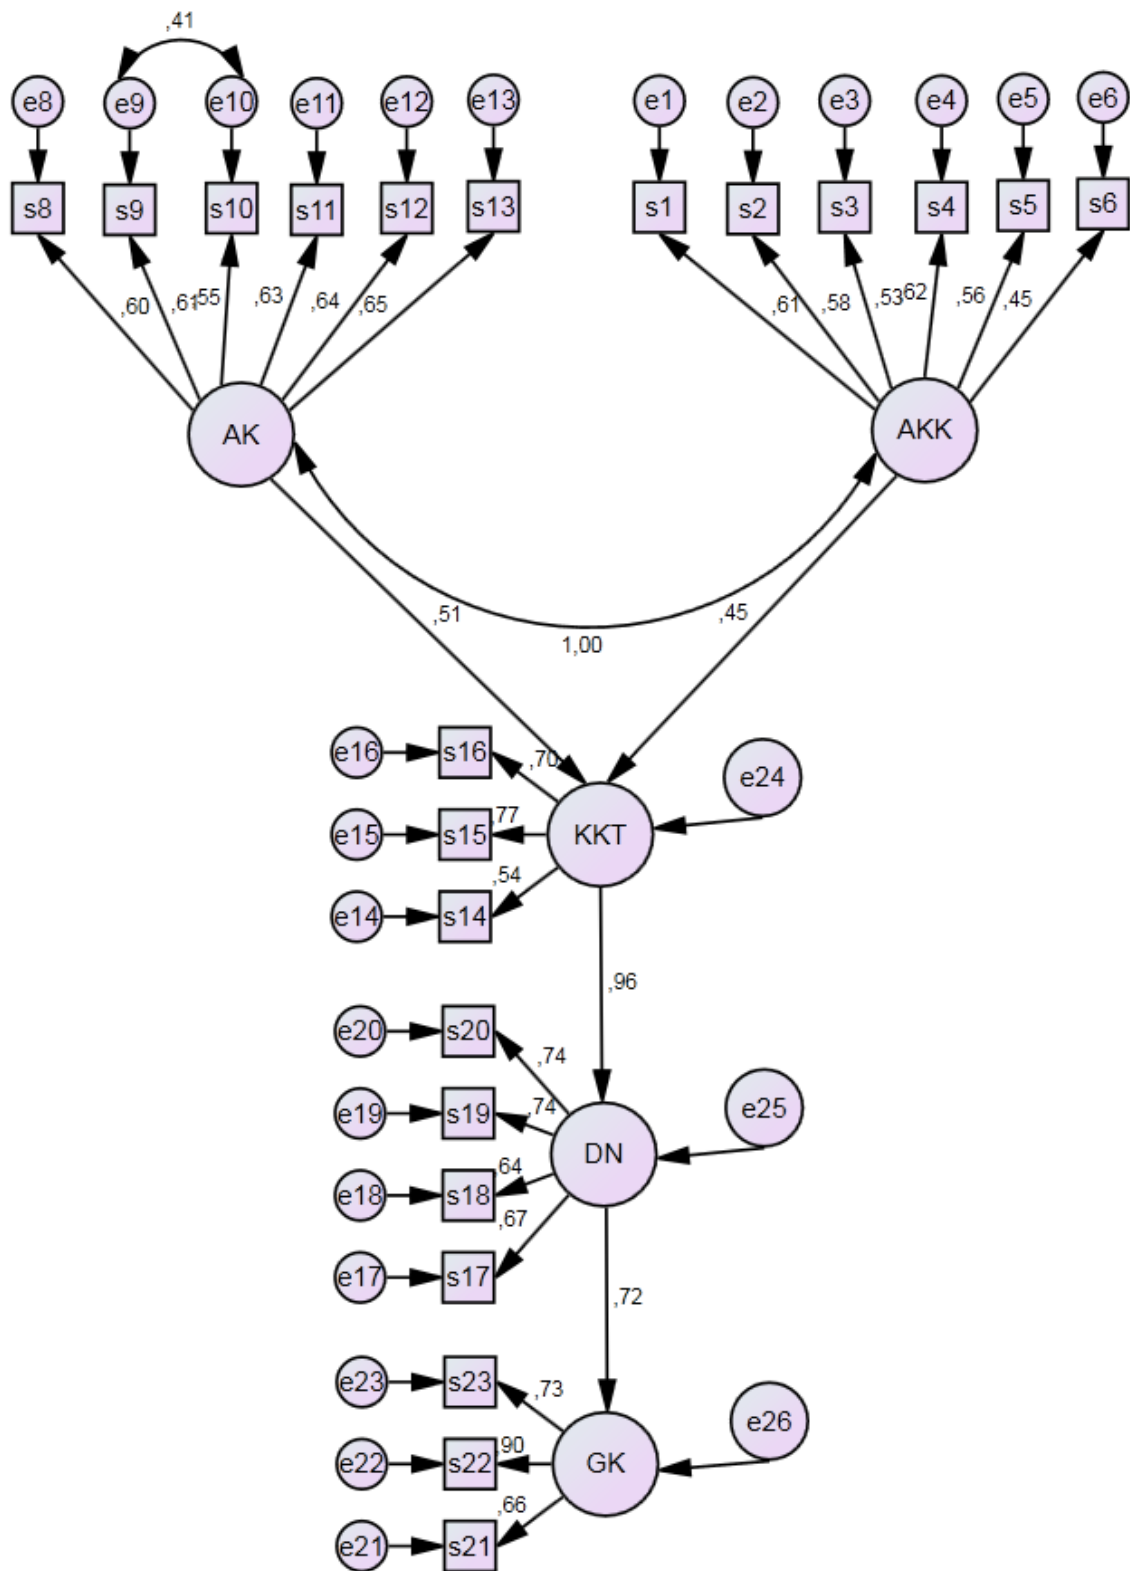 ,41
e8 e9 e10 e11 e12 e13 e1 e2 e3 e4 e5 e6
s8 s9 s10 s11 s12 s13 s1 s2 s3 s4 s5 s6
,60 ,61 ,55 ,63 ,64 ,65 ,61 ,58 ,53 ,62 ,56 ,45
AK AKK
,51 ,45
1,00
e16 s16 ,70 e24
e15 s15 ,77 KKT
,54
e14 s14
,96
e20 s20 ,74
e19 s19 ,74 e25
DN
e18 s18 ,64
,67
e17 s17
,72
e23 s23 ,73
e26
e22 s22 ,90 GK
,66
e21 s21